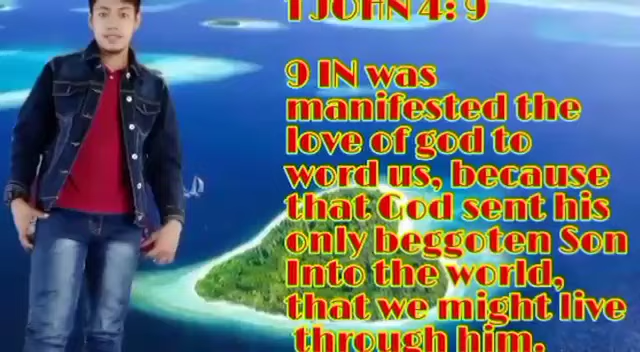 1 JOHN 4: 9
9 IN was
manifested the
love of god to
word us, because
that God sent his
only beggoten Son
Into the world,
that we might live
through him.